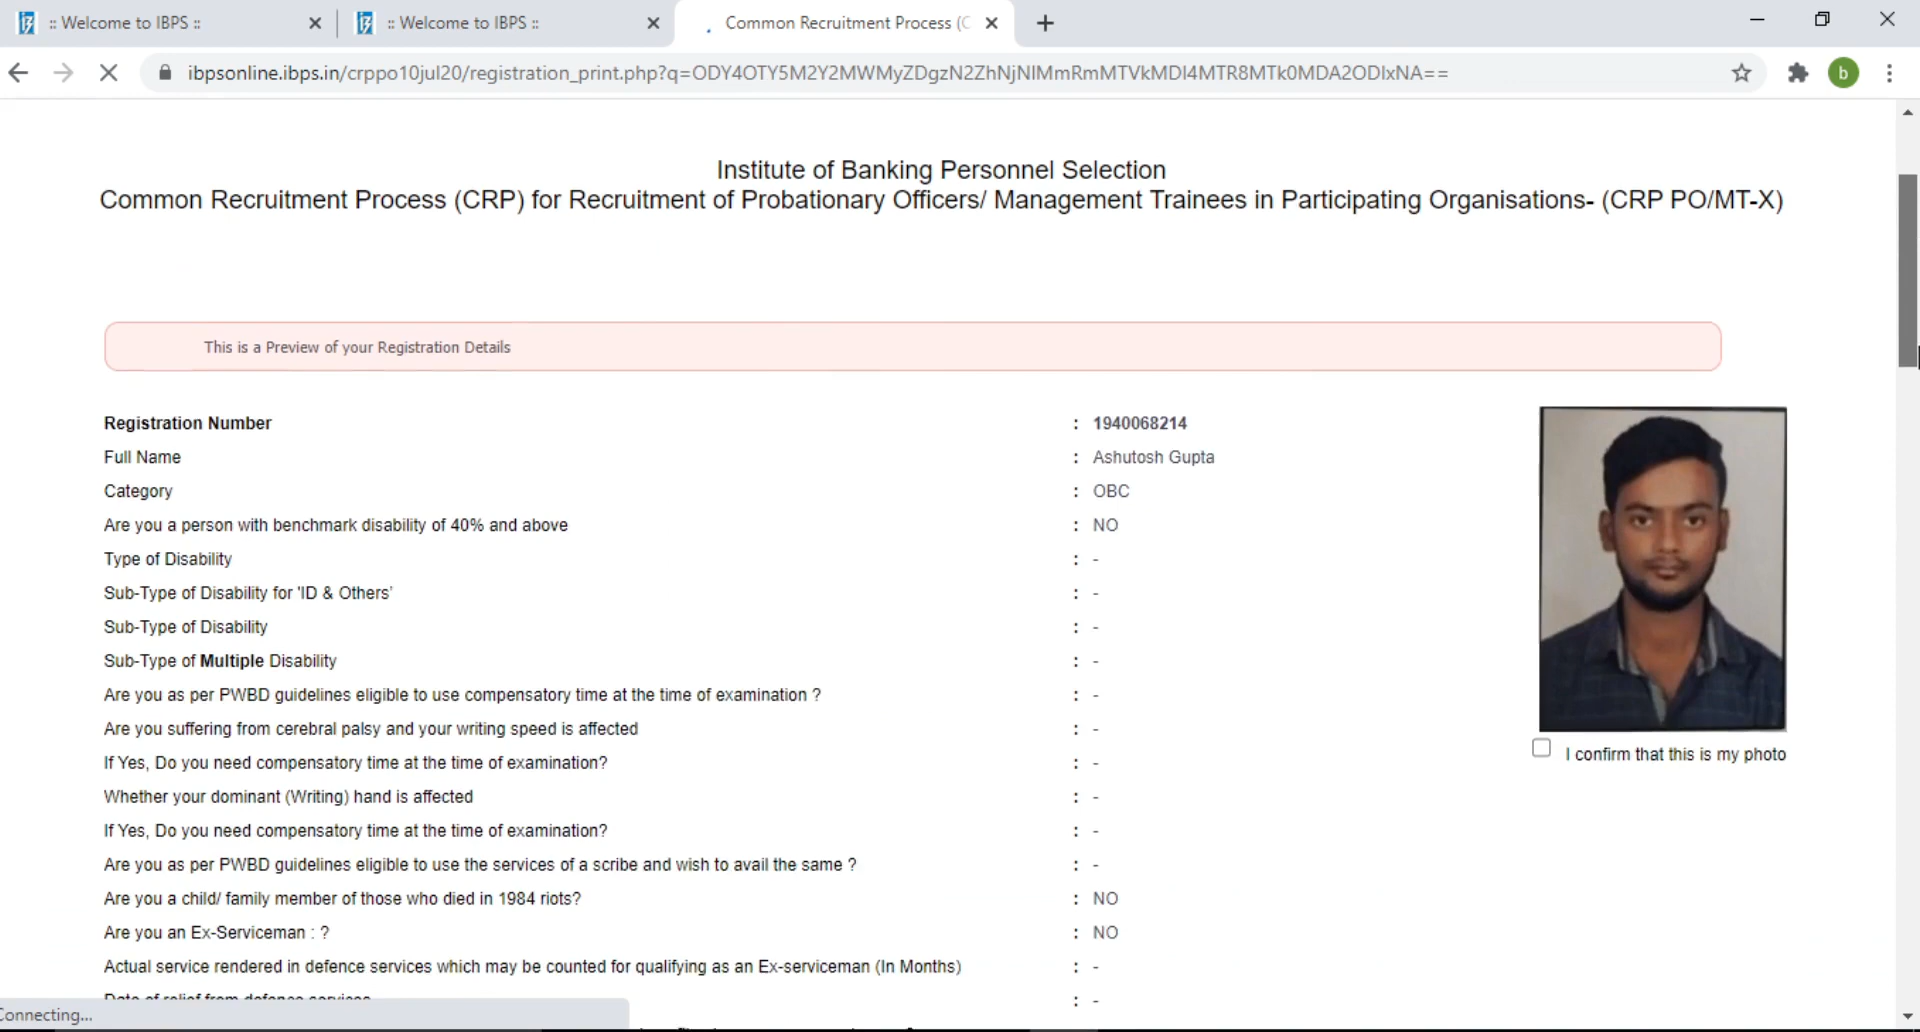 :: Welcome to IBPS ::
:: Welcome to IBPS ::
Common Recruitment Process (C
ibpsonline.ibps.in/crppo10jul20/registration_print.php?q=ODY4OTY5M2Y2MWMyZDgzN2ZhNjNlMmRmMTVkMDI4MTR8MTk0MDA2ODIxNA==
b
Institute of Banking Personnel Selection
Common Recruitment Process (CRP) for Recruitment of Probationary Officers/ Management Trainees in Participating Organisations- (CRP PO/MT-X)
This is a Preview of your Registration Details
Registration Number : 1940068214
Full Name : Ashutosh Gupta
Category : OBC
Are you a person with benchmark disability of 40% and above : NO
Type of Disability : -
Sub-Type of Disability for 'ID & Others' : -
Sub-Type of Disability : -
Sub-Type of Multiple Disability : -
Are you as per PWBD guidelines eligible to use compensatory time at the time of examination ? : -
Are you suffering from cerebral palsy and your writing speed is affected : -
I confirm that this is my photo
If Yes, Do you need compensatory time at the time of examination? : -
Whether your dominant (Writing) hand is affected : -
If Yes, Do you need compensatory time at the time of examination? : -
Are you as per PWBD guidelines eligible to use the services of a scribe and wish to avail the same ? : -
Are you a child/ family member of those who died in 1984 riots? : NO
Are you an Ex-Serviceman : ? : NO
Actual service rendered in defence services which may be counted for qualifying as an Ex-serviceman (In Months) : -
Date of relief from defence services : -
Connecting...